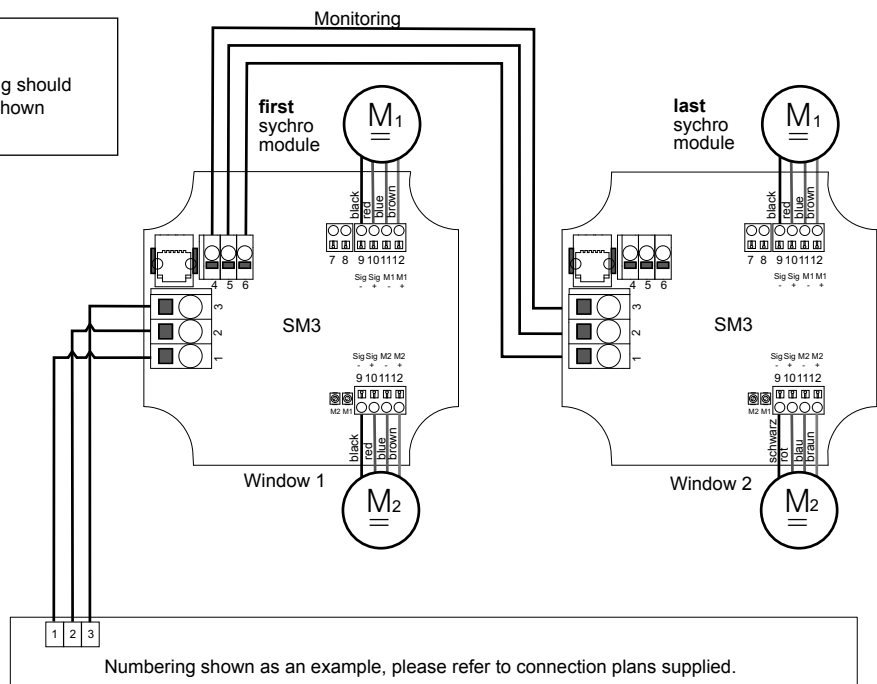 Monitoring
g should
hown
first
sychro
module
last
sychro
module
M1
M1
black
red
blue
brown
black
red
blue
brown
7 8 9 10 11 12
7 8 9 10 11 12
Sig Sig M1 M1
- + - +
Sig Sig M1 M1
- + - +
4 5 6
4 5 6
3
2
1
3
2
1
SM3
SM3
Sig Sig M2 M2
- + - +
Sig Sig M2 M2
- + - +
9 10 11 12
9 10 11 12
M2 M1
M2 M1
black
red
blue
brown
schwarz
rot
blau
braun
Window 1
Window 2
M2
M2
1 2 3
Numbering shown as an example, please refer to connection plans supplied.